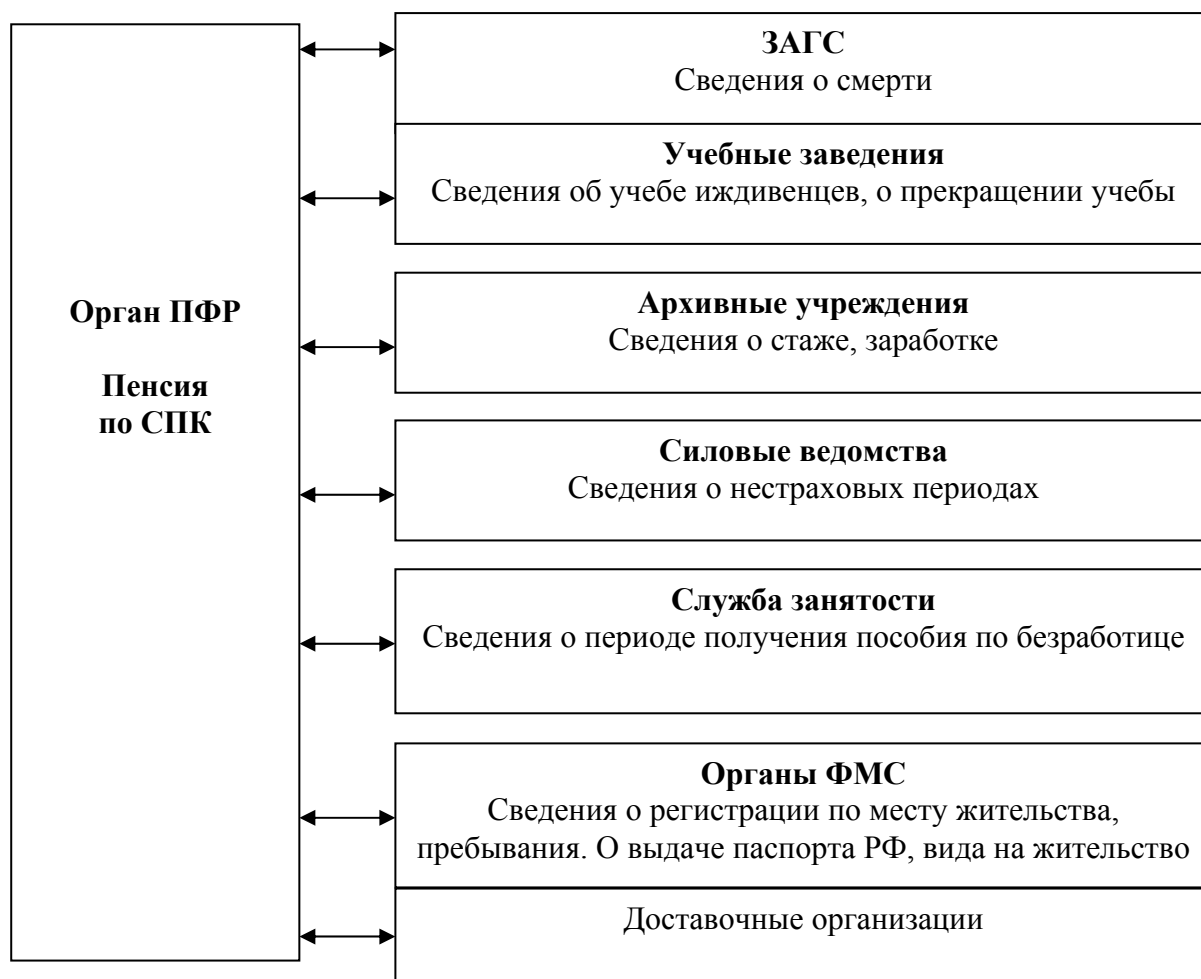 Орган ПФР
Пенсия
по СПК
ЗАГС
Сведения о смерти
Учебные заведения
Сведения об учебе иждивенцев, о прекращении учебы
Архивные учреждения
Сведения о стаже, заработке
Силовые ведомства
Сведения о нестраховых периодах
Служба занятости
Сведения о периоде получения пособия по безработице
Органы ФМС
Сведения о регистрации по месту жительства,
пребывания. О выдаче паспорта РФ, вида на жительство
Доставочные организации